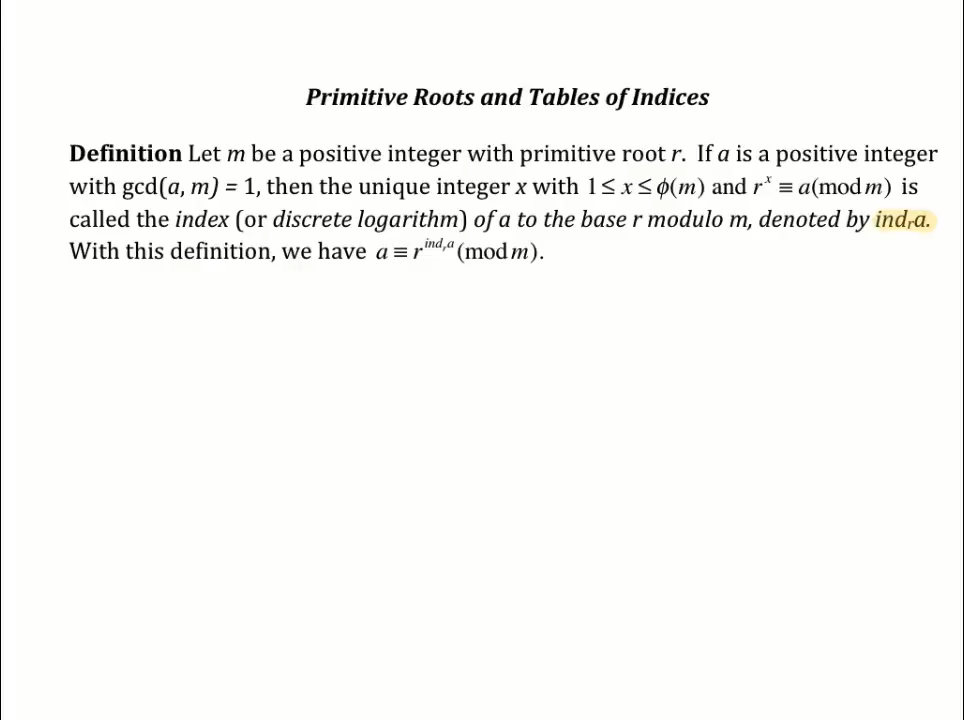 Primitive Roots and Tables of Indices
Definition Let m be a positive integer with primitive root r. If a is a positive integer
with gcd(a, m) = 1, then the unique integer x with 1 ≤ x ≤ ϕ(m) and r^x ≡ a(mod m) is
called the index (or discrete logarithm) of a to the base r modulo m, denoted by ind_r a.
With this definition, we have a ≡ r^{ind_r a} (mod m).